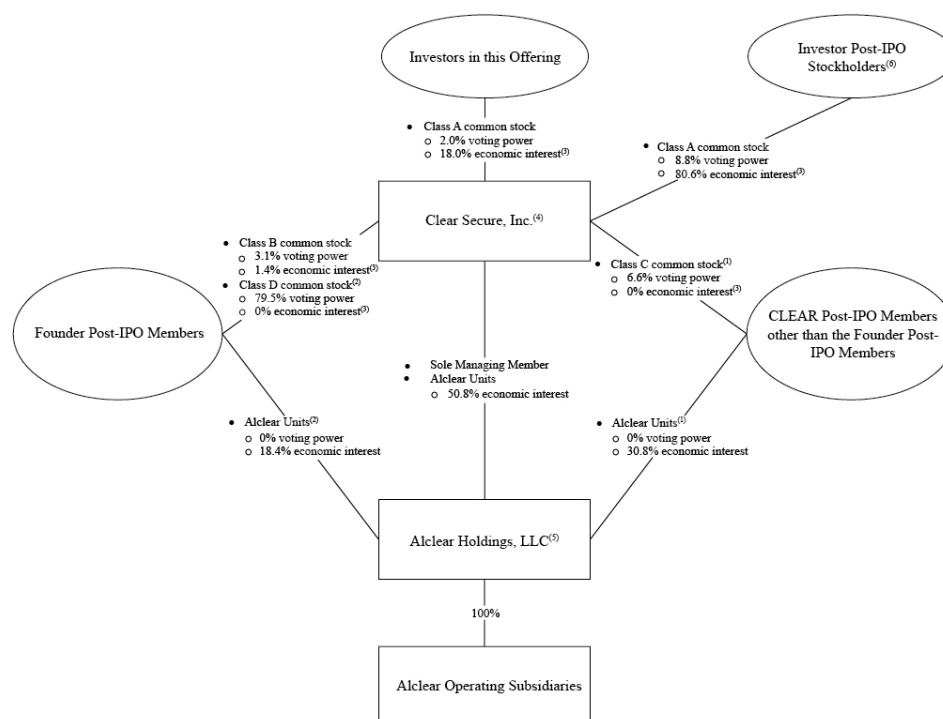 Investors in this Offering
Investor Post-IPO
Stockholders(6)
• Class A common stock
o 2.0% voting power
o 18.0% economic interest(3)
• Class A common stock
o 8.8% voting power
o 80.6% economic interest(3)
Clear Secure, Inc.(4)
• Class B common stock
o 3.1% voting power
o 1.4% economic interest(3)
• Class D common stock(2)
o 79.5% voting power
o 0% economic interest(3)
• Class C common stock(1)
o 6.6% voting power
o 0% economic interest(3)
Founder Post-IPO Members
CLEAR Post-IPO Members
other than the Founder Post-
IPO Members
• Sole Managing Member
• Alclear Units
o 50.8% economic interest
• Alclear Units(2)
o 0% voting power
o 18.4% economic interest
• Alclear Units(1)
o 0% voting power
o 30.8% economic interest
Alclear Holdings, LLC(5)
100%
Alclear Operating Subsidiaries